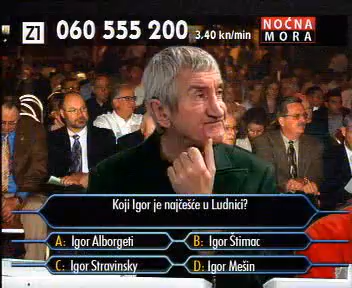 Z1 060 555 200 3.40 kn/min NOĆNA
MORA
Koji Igor je najčešće u Ludnici?
A: Igor Alborgeti
B: Igor Štimac
C: Igor Stravinsky
D: Igor Mešin